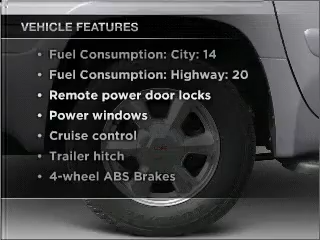 VEHICLE FEATURES
• Fuel Consumption: City: 14
• Fuel Consumption: Highway: 20
• Remote power door locks
• Power windows
• Cruise control
• Trailer hitch
• 4-wheel ABS Brakes